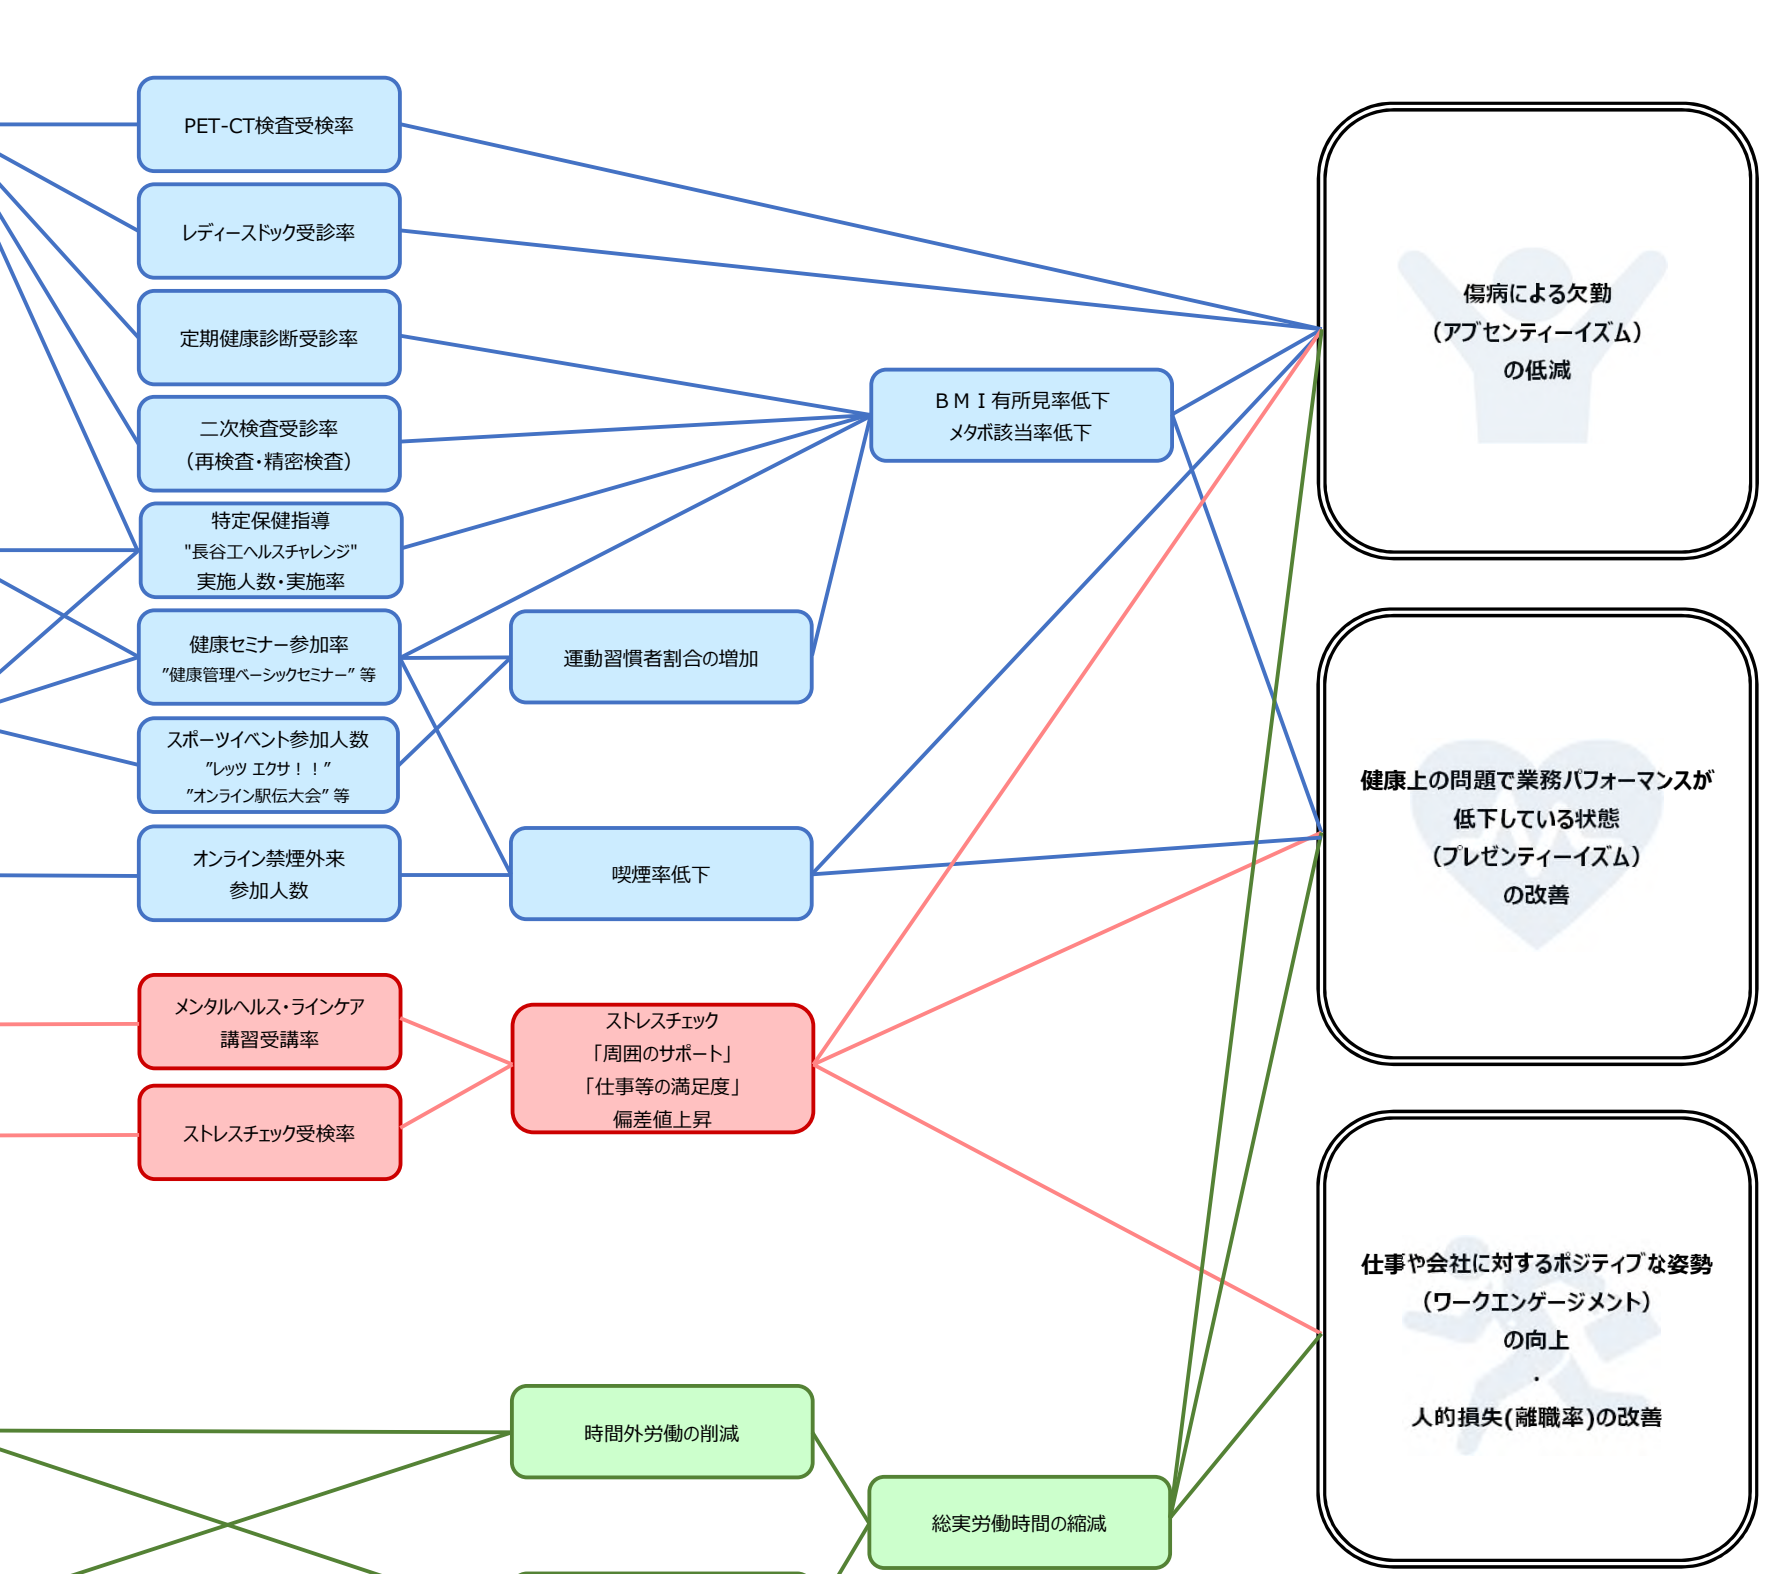 PET-CT検査受検率
レディースドック受診率
定期健康診断受診率
二次検査受診率
（再検査・精密検査）
特定保健指導
"長谷工ヘルスチャレンジ"
実施人数・実施率
健康セミナー参加率
”健康管理ベーシックセミナー” 等
スポーツイベント参加人数
”レッツ エクサ！！”
”オンライン駅伝大会” 等
オンライン禁煙外来
参加人数
メンタルヘルス・ラインケア
講習受講率
ストレスチェック受検率
運動習慣者割合の増加
喫煙率低下
ストレスチェック
「周囲のサポート」
「仕事等の満足度」
偏差値上昇
時間外労働の削減
ＢＭＩ有所見率低下
メタボ該当率低下
総実労働時間の縮減
傷病による欠勤
（アブセンティーイズム）
の低減
健康上の問題で業務パフォーマンスが
低下している状態
（プレゼンティーイズム）
の改善
仕事や会社に対するポジティブな姿勢
（ワークエンゲージメント）
の向上
・
人的損失(離職率)の改善